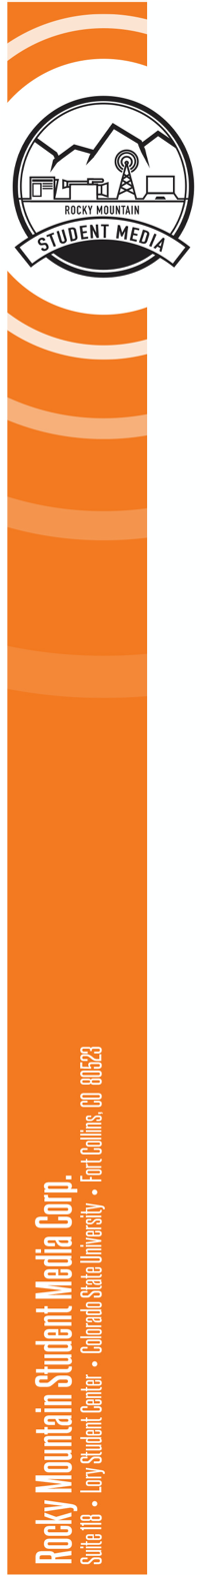 ROCKY MOUNTAIN
STUDENT MEDIA
Rocky Mountain Student Media Corp.
Suite 118 • Lory Student Center • Colorado State University • Fort Collins, CO 80523